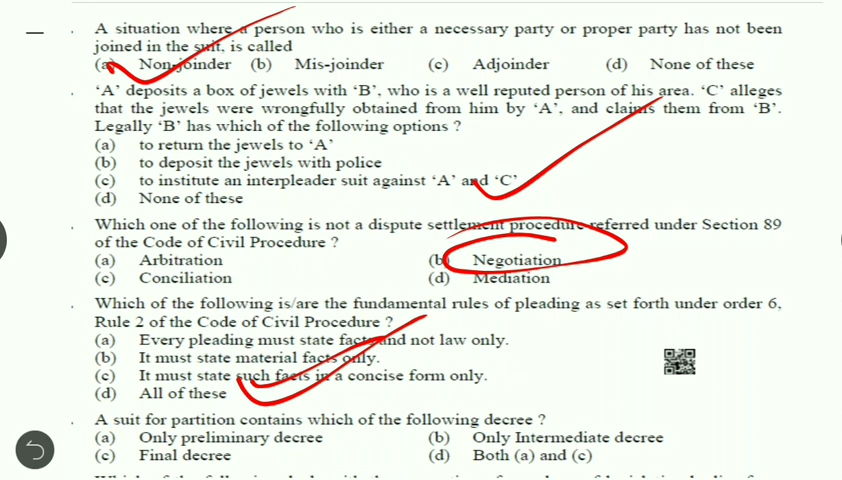 A situation where a person who is either a necessary party or proper party has not been
joined in the suit, is called
(a) Non-joinder (b) Mis-joinder (c) Adjoinder (d) None of these
‘A’ deposits a box of jewels with ‘B’, who is a well reputed person of his area. ‘C’ alleges
that the jewels were wrongfully obtained from him by ‘A’, and claims them from ‘B’.
Legally ‘B’ has which of the following options ?
(a) to return the jewels to ‘A’
(b) to deposit the jewels with police
(c) to institute an interpleader suit against ‘A’ and ‘C’
(d) None of these
Which one of the following is not a dispute settlement procedure referred under Section 89
of the Code of Civil Procedure ?
(a) Arbitration (b) Negotiation
(c) Conciliation (d) Mediation
Which of the following is/are the fundamental rules of pleading as set forth under order 6,
Rule 2 of the Code of Civil Procedure ?
(a) Every pleading must state facts and not law only.
(b) It must state material facts only.
(c) It must state such facts in a concise form only.
(d) All of these
A suit for partition contains which of the following decree ?
(a) Only preliminary decree (b) Only Intermediate decree
(c) Final decree (d) Both (a) and (c)